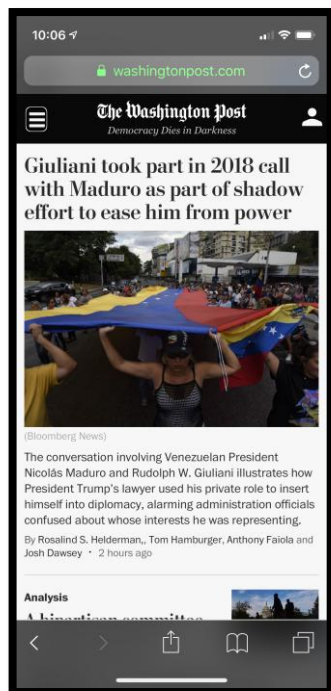 10:06
washingtonpost.com
The Washington Post
Democracy Dies in Darkness
Giuliani took part in 2018 call
with Maduro as part of shadow
effort to ease him from power
(Bloomberg News)
The conversation involving Venezuelan President
Nicolás Maduro and Rudolph W. Giuliani illustrates how
President Trump’s lawyer used his private role to insert
himself into diplomacy, alarming administration officials
confused about whose interests he was representing.
By Rosalind S. Helderman,, Tom Hamburger, Anthony Faiola and
Josh Dawsey • 2 hours ago
Analysis
A bipartisan committee